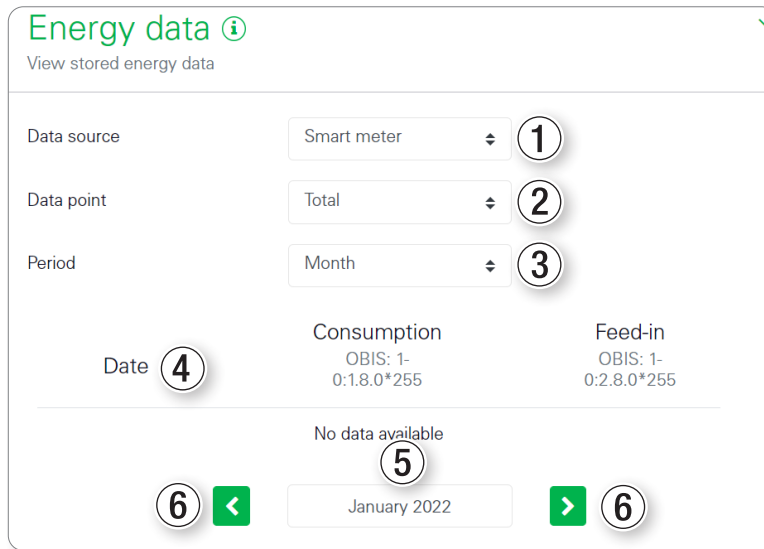 Energy data i
View stored energy data
Data source Smart meter 1
Data point Total 2
Period Month 3
Consumption Feed-in
Date 4 OBIS: 1- OBIS: 1-
0:1.8.0*255 0:2.8.0*255
No data available
5
6 < January 2022 > 6